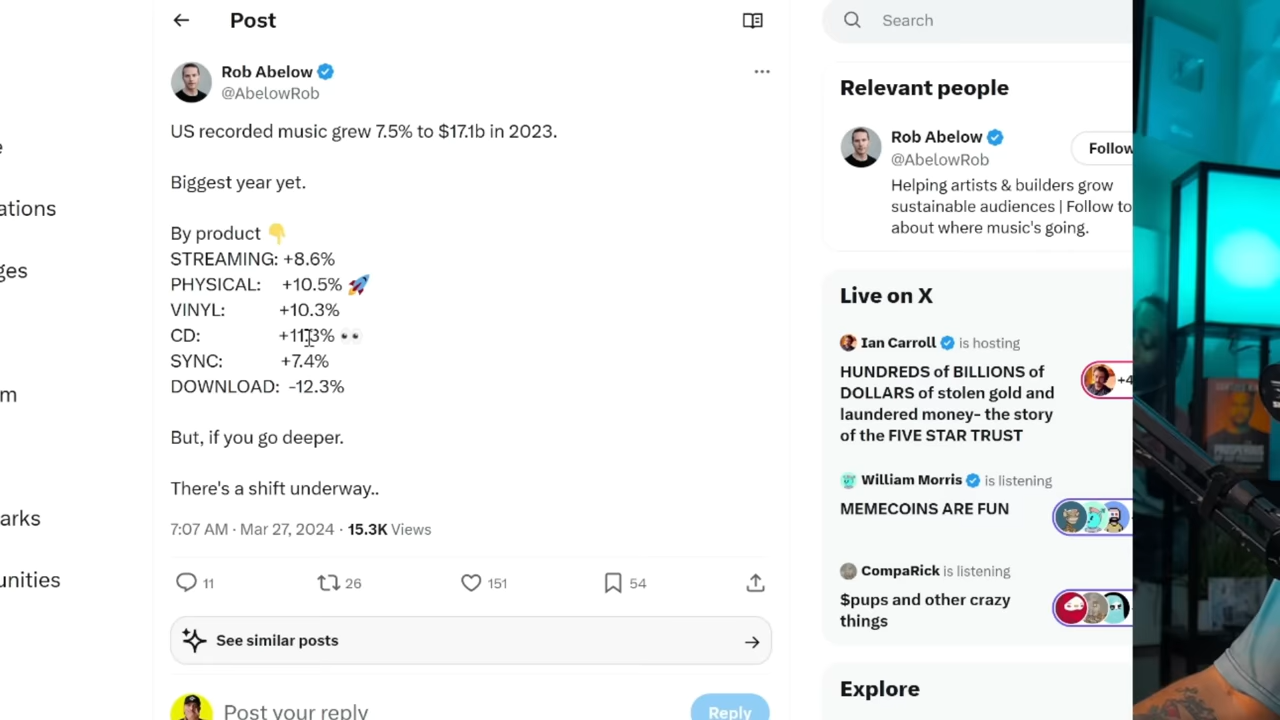 Post
Rob Abelow
@AbelowRob
US recorded music grew 7.5% to $17.1b in 2023.
Biggest year yet.
By product 👇
STREAMING: +8.6%
PHYSICAL: +10.5% 🚀
VINYL: +10.3%
CD: +11.3% 👀
SYNC: +7.4%
DOWNLOAD: -12.3%
But, if you go deeper.
There's a shift underway..
7:07 AM · Mar 27, 2024 · 15.3K Views
11 26 151 54
See similar posts
Post your reply
Reply
Search
Relevant people
Rob Abelow
@AbelowRob
Follow
Helping artists & builders grow
sustainable audiences | Follow to
about where music's going.
Live on X
Ian Carroll is hosting
HUNDREDS of BILLIONS of
DOLLARS of stolen gold and
laundered money- the story
of the FIVE STAR TRUST
+4
William Morris is listening
MEMECOINS ARE FUN
CompaRick is listening
$pups and other crazy
things
Explore
e
ations
ges
m
arks
unities